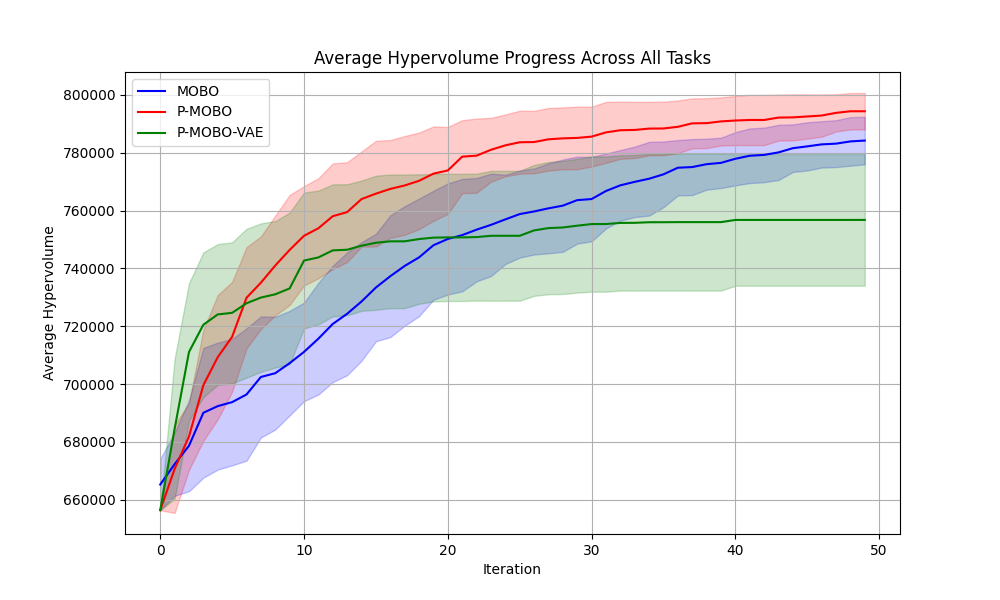 Average Hypervolume Progress Across All Tasks
MOBO
P-MOBO
P-MOBO-VAE
Average Hypervolume
800000
780000
760000
740000
720000
700000
680000
660000
0 10 20 30 40 50
Iteration